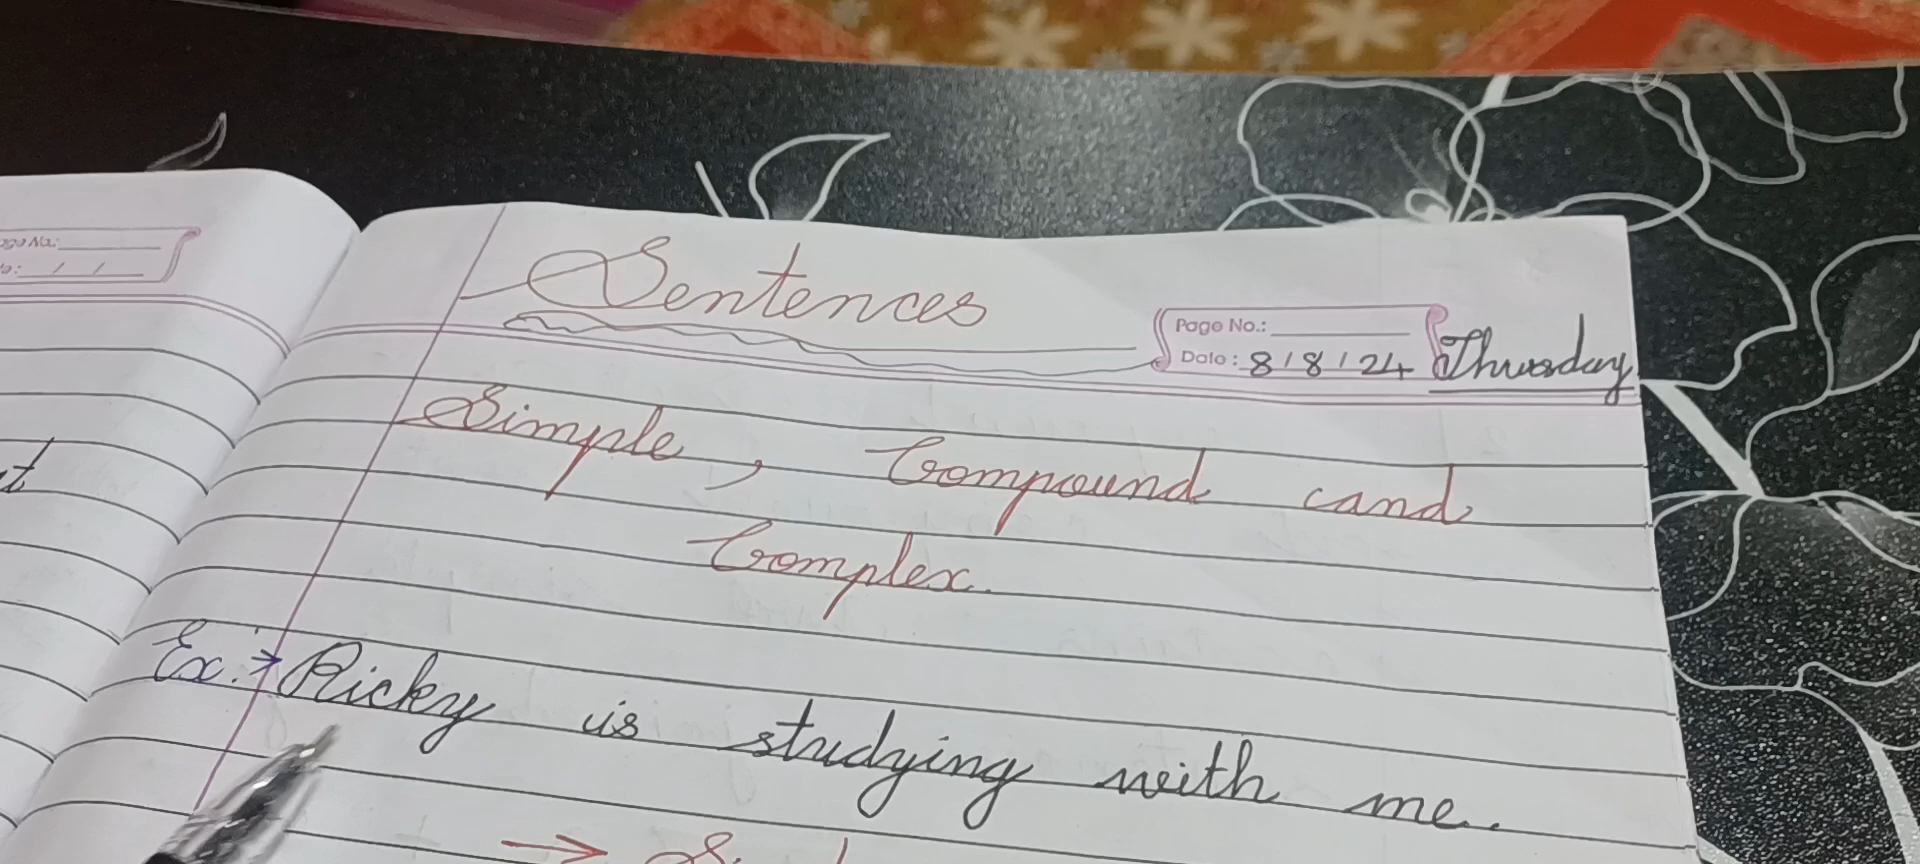 Sentences
Page No.:
Date: 8/8/24 Thursday
Simple, Compound and
Complex.
Ex:→ Ricky is studying with me.
→